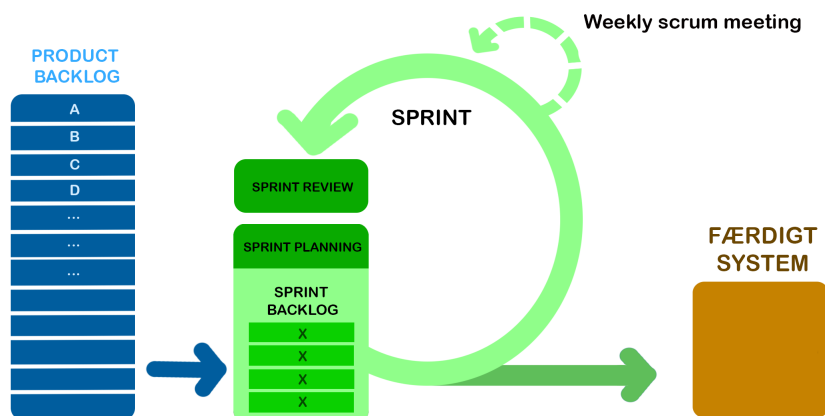 PRODUCT
BACKLOG
A
B
C
D
...
...
...
Weekly scrum meeting
SPRINT
SPRINT REVIEW
SPRINT PLANNING
SPRINT
BACKLOG
X
X
X
X
FÆRDIGT
SYSTEM